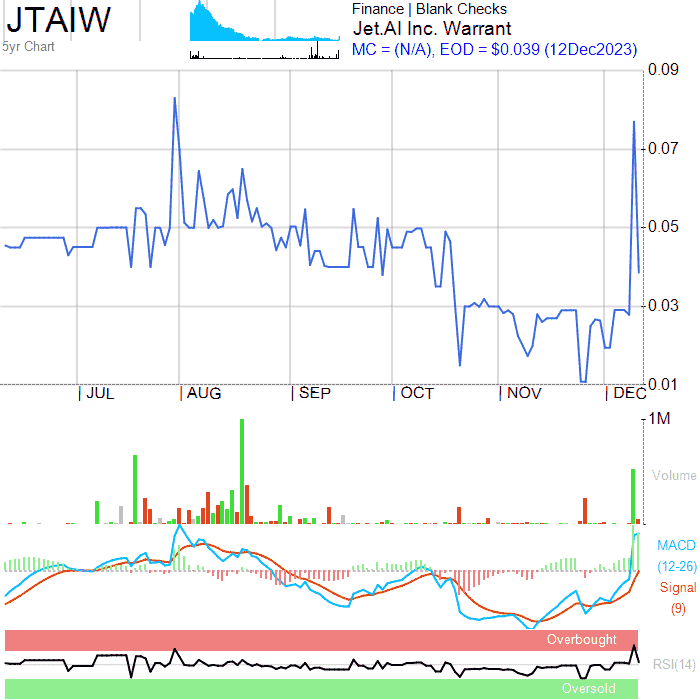 JTAIW
5yr Chart
Finance | Blank Checks
Jet.AI Inc. Warrant
MC = (N/A), EOD = $0.039 (12Dec2023)
0.09
0.07
0.05
0.03
0.01
| JUL | AUG | SEP | OCT | NOV | DEC
1M
Volume
MACD
(12-26)
Signal
(9)
Overbought
RSI(14)
Oversold